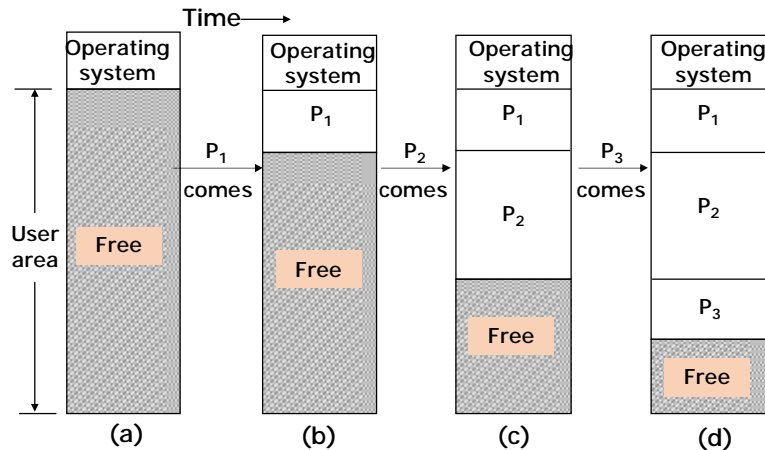 Time
Operating
system
Operating
system
P₁
Operating
system
P₁
P₂
Operating
system
P₁
P₂
P₃
P₁
comes
P₂
comes
P₃
comes
User
area
Free
Free
Free
Free
(a)
(b)
(c)
(d)